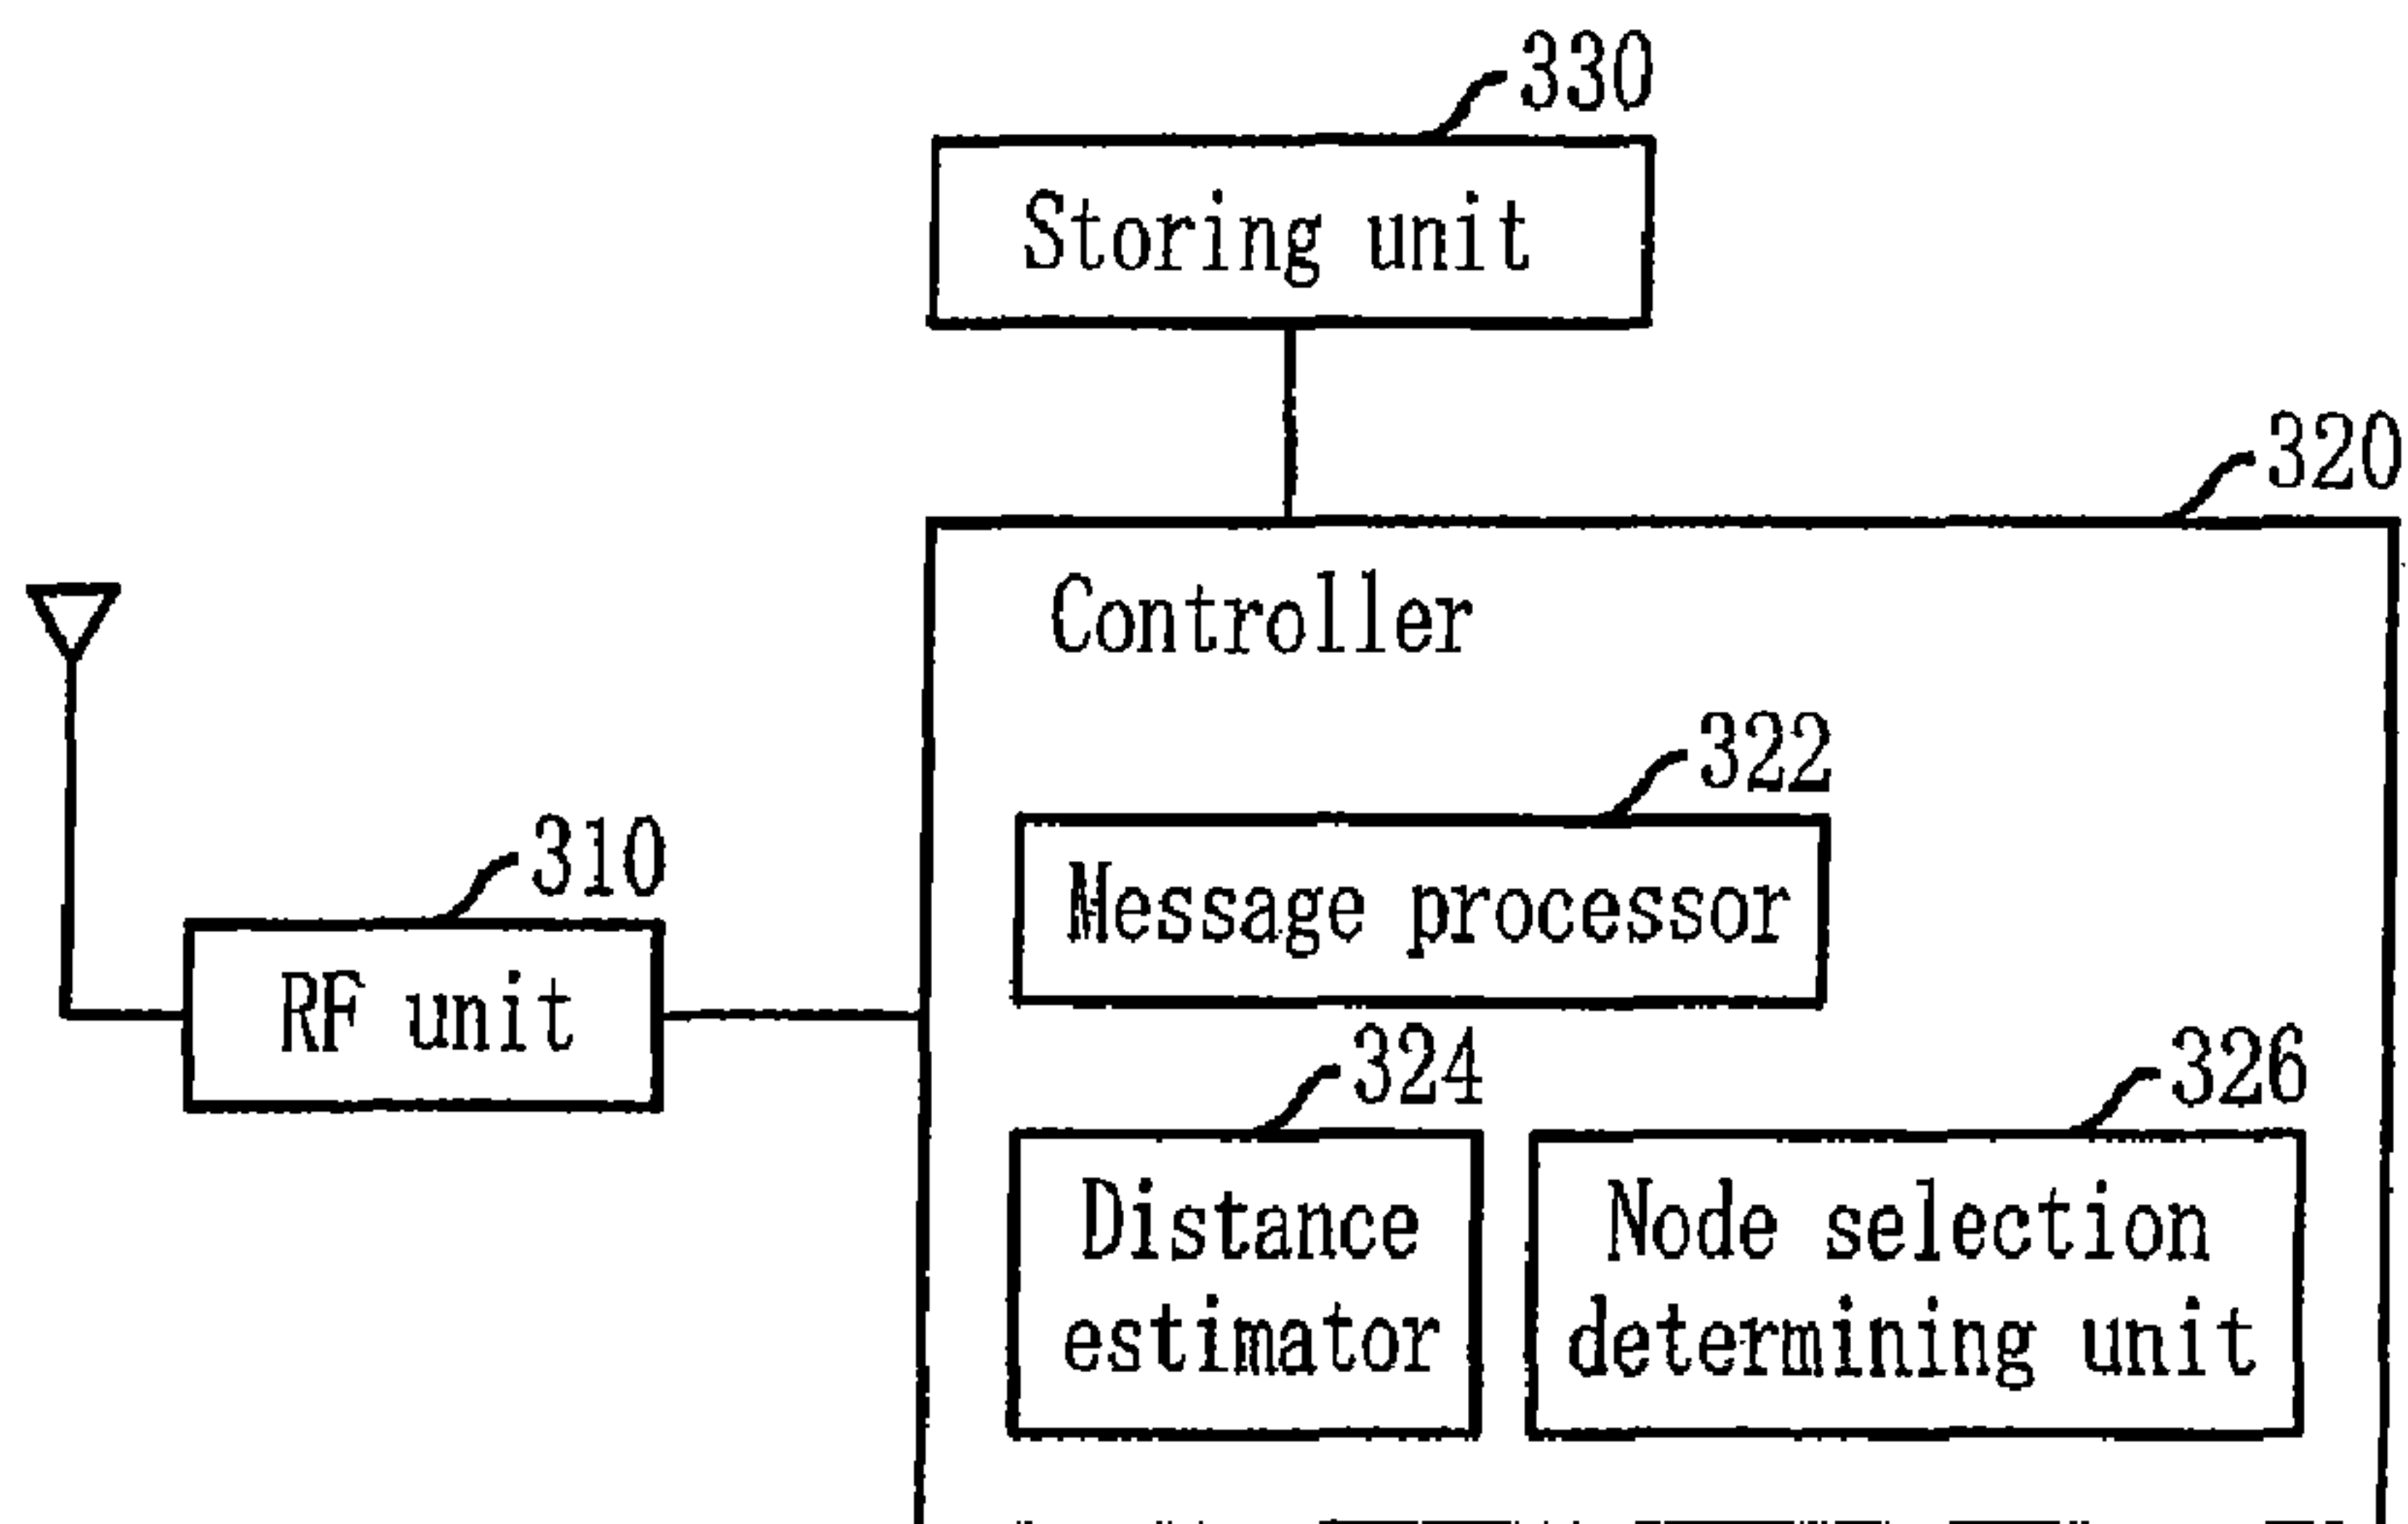 330
Storing unit
320
Controller
322
Message processor
310
RF unit
324
326
Distance
estimator
Node selection
determining unit